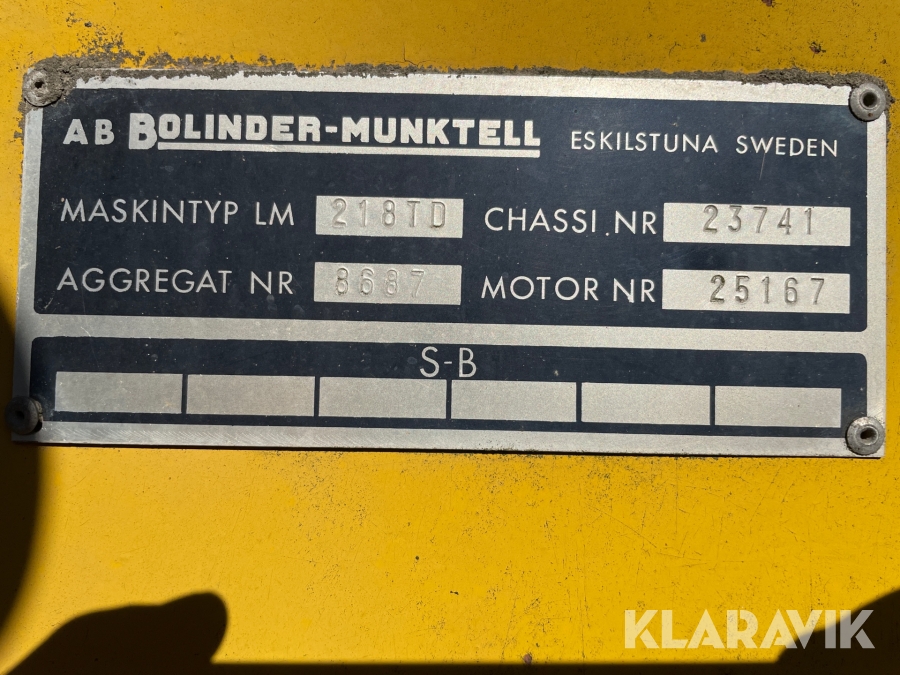 AB BOLINDER-MUNKTELL ESKILSTUNA SWEDEN
MASKINTYP LM 218TD CHASSI.NR 23741
AGGREGAT NR 8687 MOTOR NR 25167
S-B
KLARAVIK